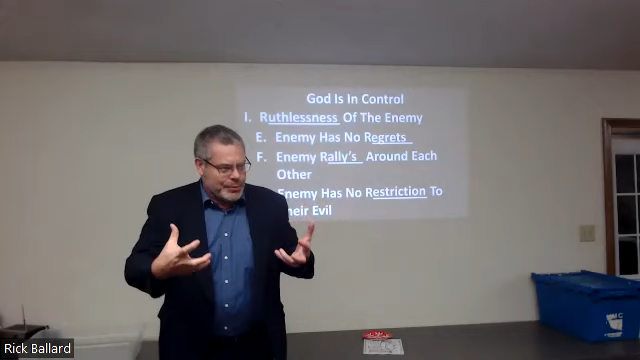 God Is In Control
I. Ruthlessness Of The Enemy
E. Enemy Has No Regrets
F. Enemy Rally's Around Each
Other
Enemy Has No Restriction To
heir Evil
Rick Ballard